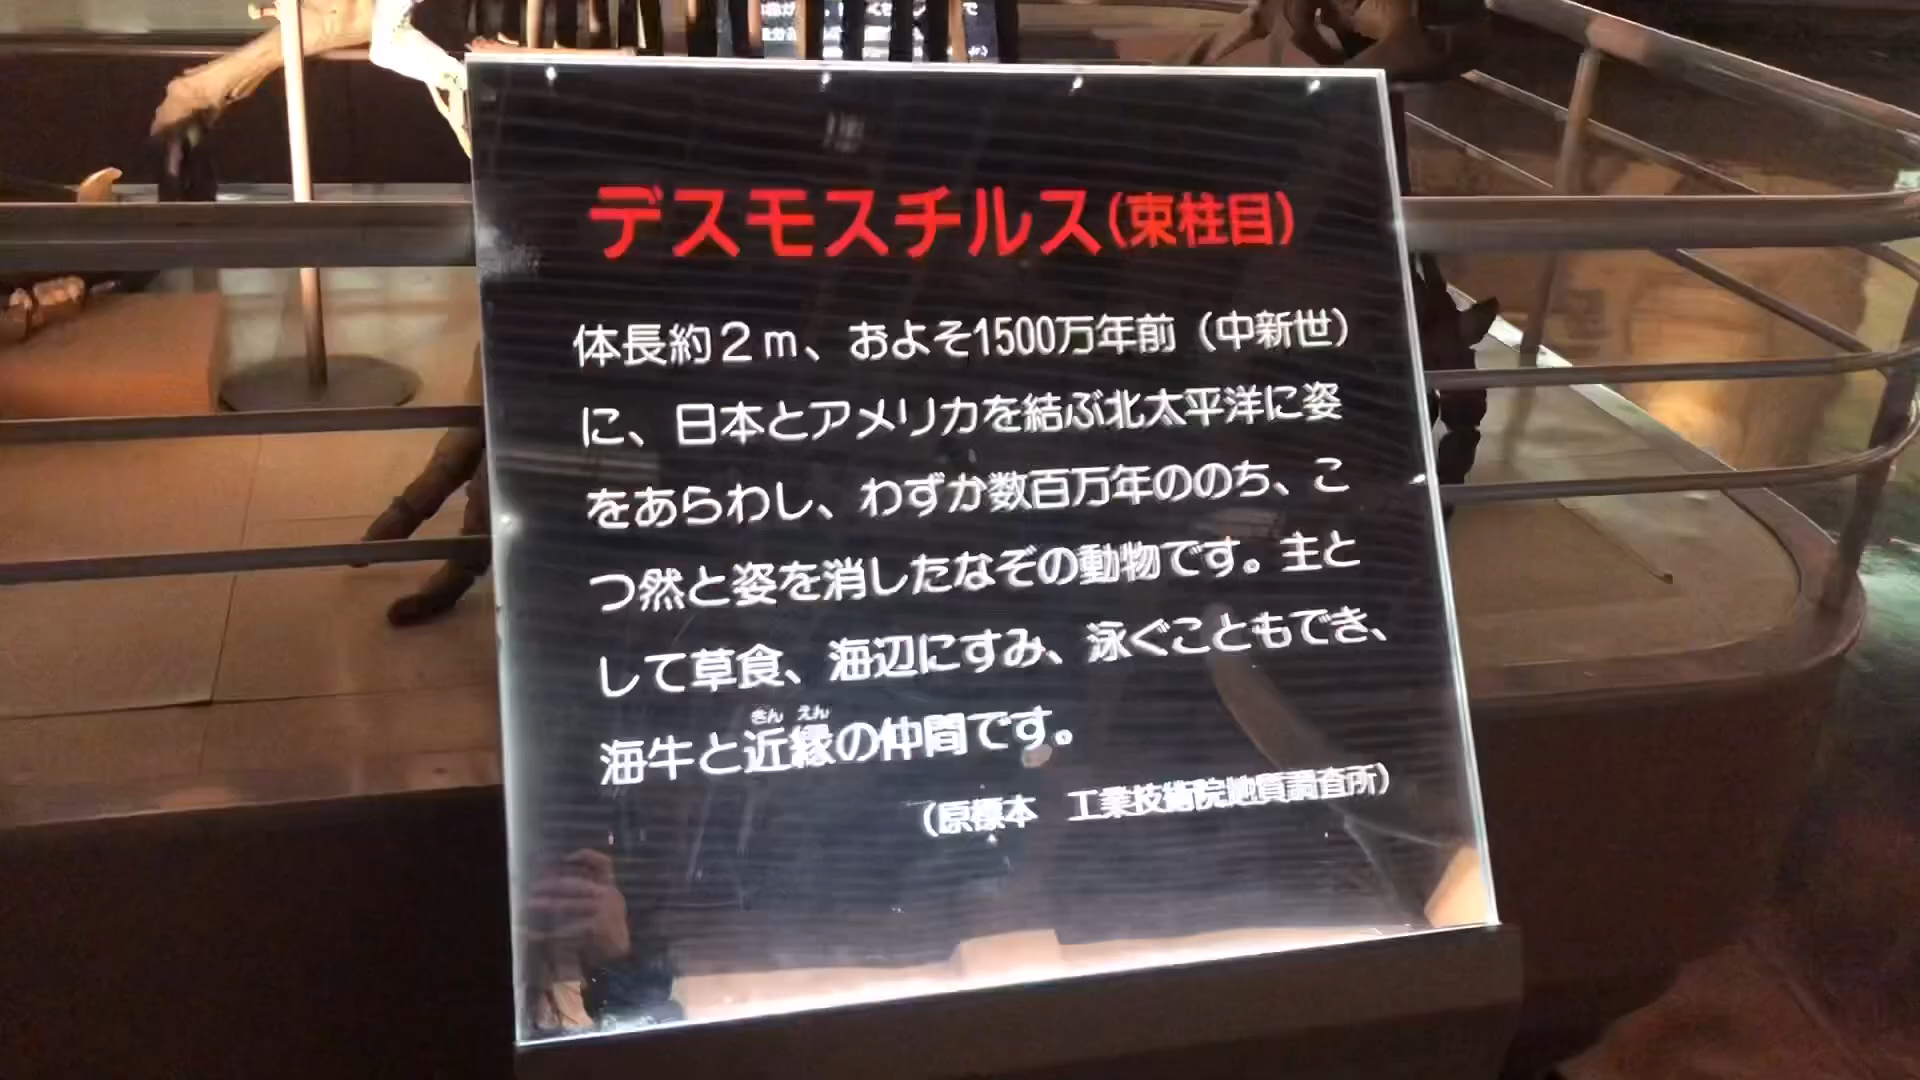 デスモスチルス(束柱目)
体長約2m、およそ1500万年前(中新世)
に、日本とアメリカを結ぶ北太平洋に姿
をあらわし、わずか数百万年ののち、こ
つ然と姿を消したなぞの動物です。主と
して草食、海辺にすみ、泳ぐこともでき、
きん えん
海牛と近縁の仲間です。
(原標本 工業技術院地質調査所)